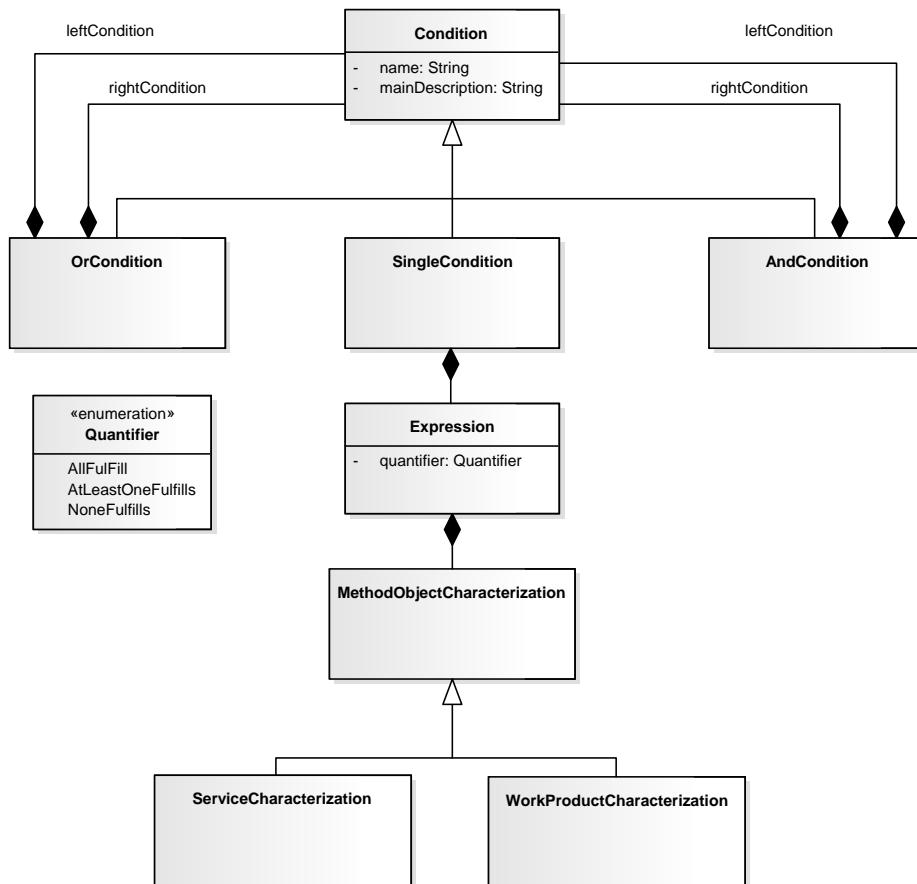 leftCondition
Condition
leftCondition
- name: String
- mainDescription: String
rightCondition
rightCondition
OrCondition
SingleCondition
AndCondition
«enumeration»
Quantifier
AllFulFill
AtLeastOneFulfills
NoneFulfills
Expression
- quantifier: Quantifier
MethodObjectCharacterization
ServiceCharacterization
WorkProductCharacterization